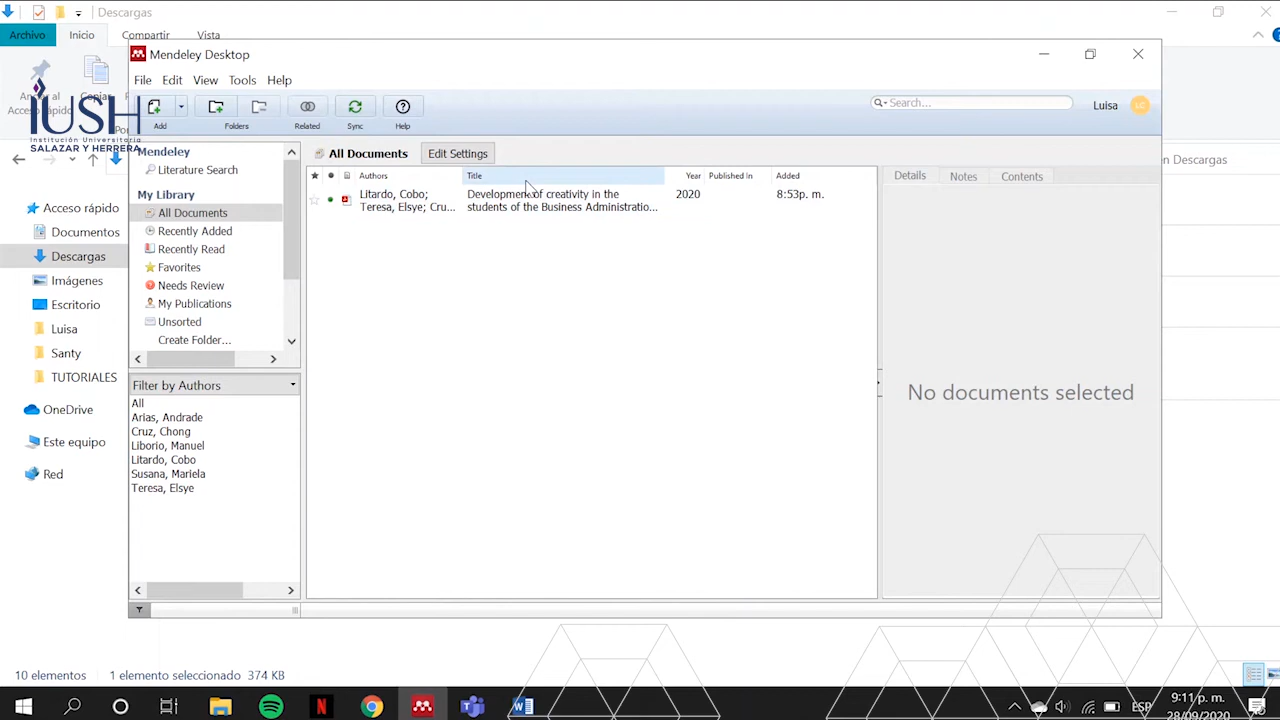 Descargas
Archivo Inicio Compartir Vista
Mendeley Desktop
File Edit View Tools Help
Copiar
Acceso rápido
IUSH
Institución Universitaria
SALAZAR Y HERRERA
Add Folders Related Sync Help
Search...
Luisa
LC
Mendeley
Literature Search
My Library
All Documents
Recently Added
Recently Read
Favorites
Needs Review
My Publications
Unsorted
Create Folder...
Filter by Authors
All
Arias, Andrade
Cruz, Chong
Liborio, Manuel
Litardo, Cobo
Susana, Mariela
Teresa, Elsye
All Documents Edit Settings
Authors Title Year Published In Added
Litardo, Cobo; Development of creativity in the 2020 8:53p. m.
Teresa, Elsye; Cru... students of the Business Administratio...
Details Notes Contents
No documents selected
en Descargas
Acceso rápido
Documentos
Descargas
Imágenes
Escritorio
Luisa
Santy
TUTORIALES
OneDrive
Este equipo
Red
10 elementos 1 elemento seleccionado 374 KB
ESP
9:11 p. m.
28/09/2020